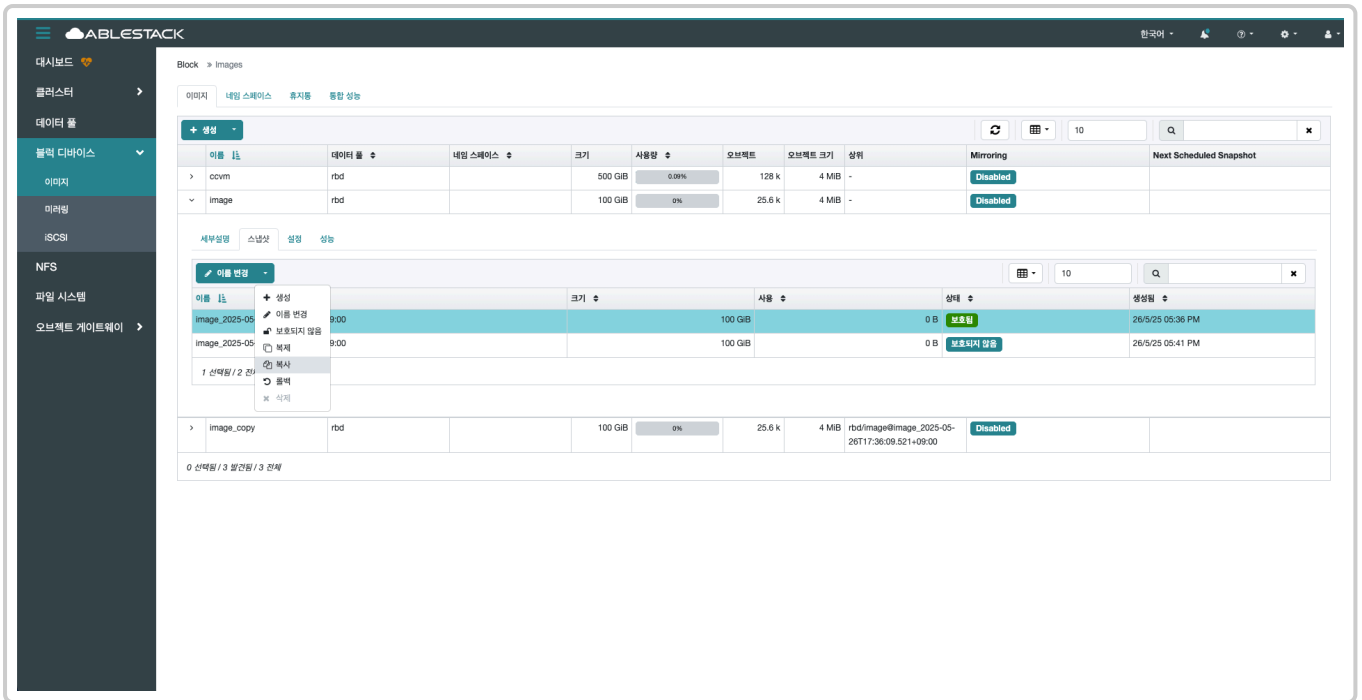 ABLESTACK
한국어
대시보드
클러스터
데이터 풀
블럭 디바이스
이미지
미러링
iSCSI
NFS
파일 시스템
오브젝트 게이트웨이
Block » Images
이미지 네임 스페이스 휴지통 통합 성능
+ 생성 10
이름 데이터 풀 네임 스페이스 크기 사용량 오브젝트 오브젝트 크기 상위 Mirroring Next Scheduled Snapshot
ccvm rbd 500 GiB 0.09% 128 k 4 MiB - Disabled
image rbd 100 GiB 0% 25.6 k 4 MiB - Disabled
세부설명 스냅샷 설정 성능
이름 변경 10
이름 크기 사용 상태 생성됨
image_2025-05 9:00 100 GiB 0 B 보호됨 26/5/25 05:36 PM
image_2025-05 9:00 100 GiB 0 B 보호되지 않음 26/5/25 05:41 PM
1 선택됨 / 2 전체
+ 생성
이름 변경
보호되지 않음
복제
복사
롤백
삭제
image_copy rbd 100 GiB 0% 25.6 k 4 MiB rbd/image@image_2025-05- Disabled
26T17:36:09.521+09:00
0 선택됨 / 3 발견됨 / 3 전체